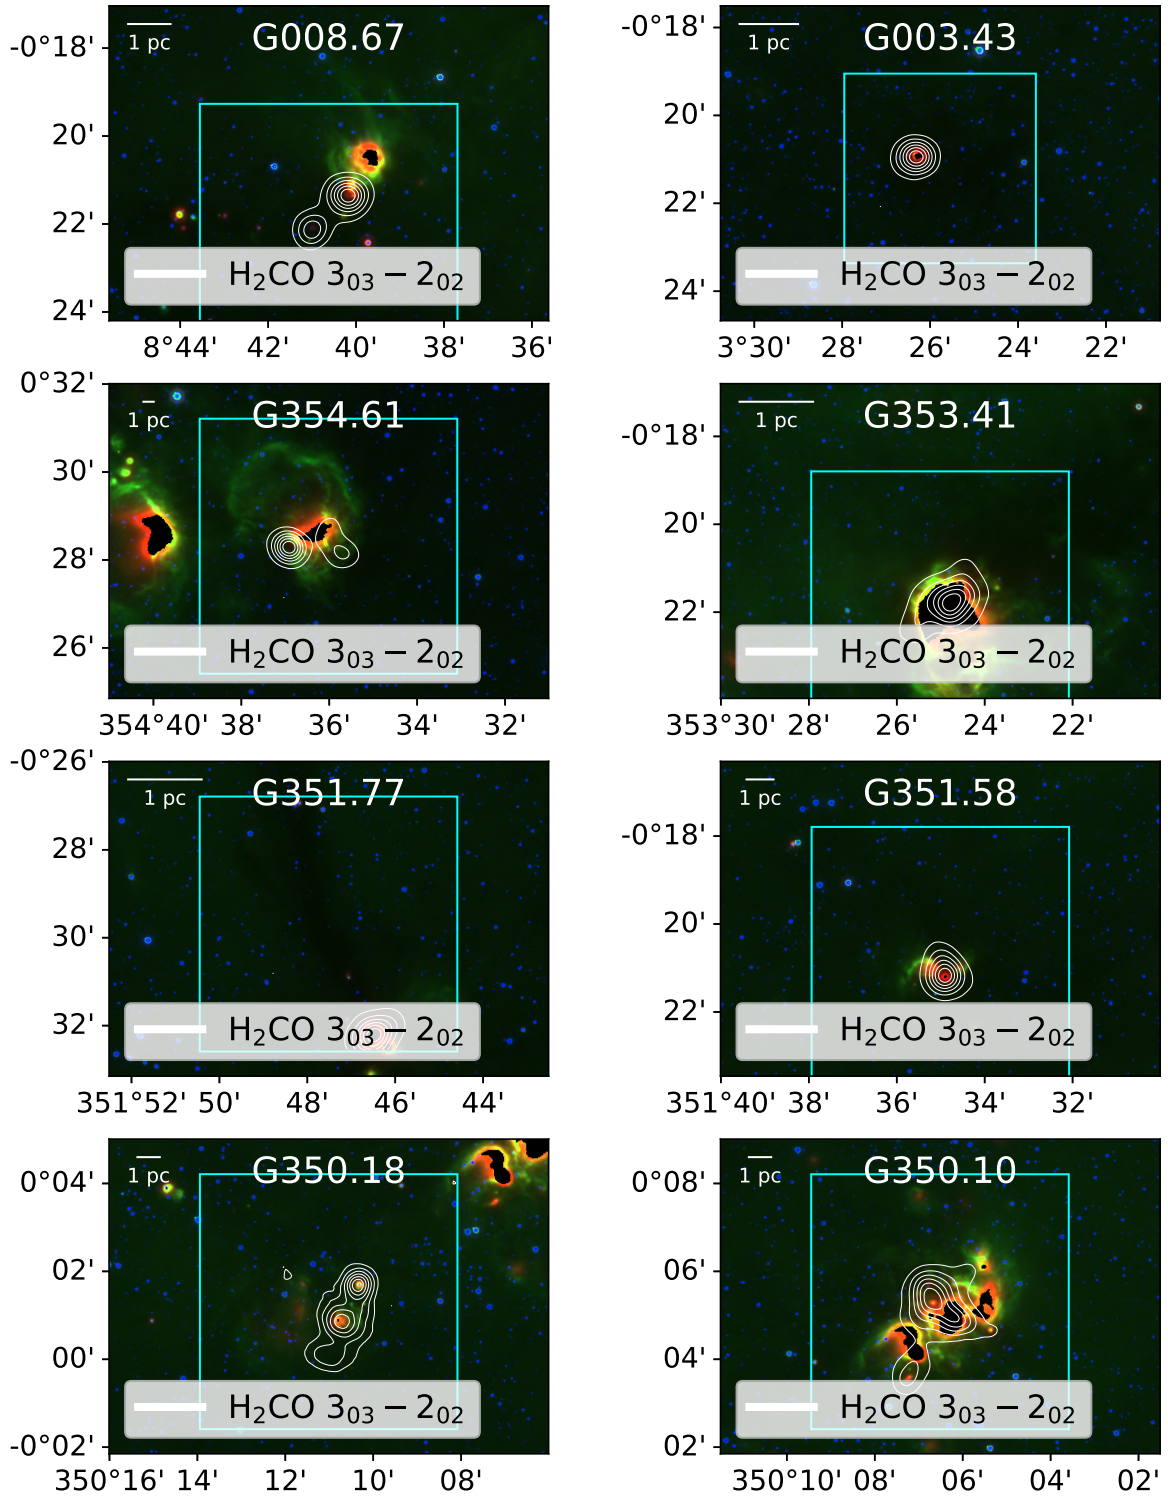 G008.67
1 pc
-0°18'
20'
22'
24'
H₂CO 3₀₃ − 2₀₂
8°44' 42' 40' 38' 36'
G003.43
1 pc
-0°18'
20'
22'
24'
H₂CO 3₀₃ − 2₀₂
3°30' 28' 26' 24' 22'
G354.61
1 pc
0°32'
30'
28'
26'
H₂CO 3₀₃ − 2₀₂
354°40' 38' 36' 34' 32'
G353.41
1 pc
-0°18'
20'
22'
H₂CO 3₀₃ − 2₀₂
353°30' 28' 26' 24' 22'
G351.77
1 pc
-0°26'
28'
30'
32'
H₂CO 3₀₃ − 2₀₂
351°52' 50' 48' 46' 44'
G351.58
1 pc
-0°18'
20'
22'
H₂CO 3₀₃ − 2₀₂
351°40' 38' 36' 34' 32'
G350.18
1 pc
0°04'
02'
00'
-0°02'
H₂CO 3₀₃ − 2₀₂
350°16' 14' 12' 10' 08'
G350.10
1 pc
0°08'
06'
04'
02'
H₂CO 3₀₃ − 2₀₂
350°10' 08' 06' 04' 02'